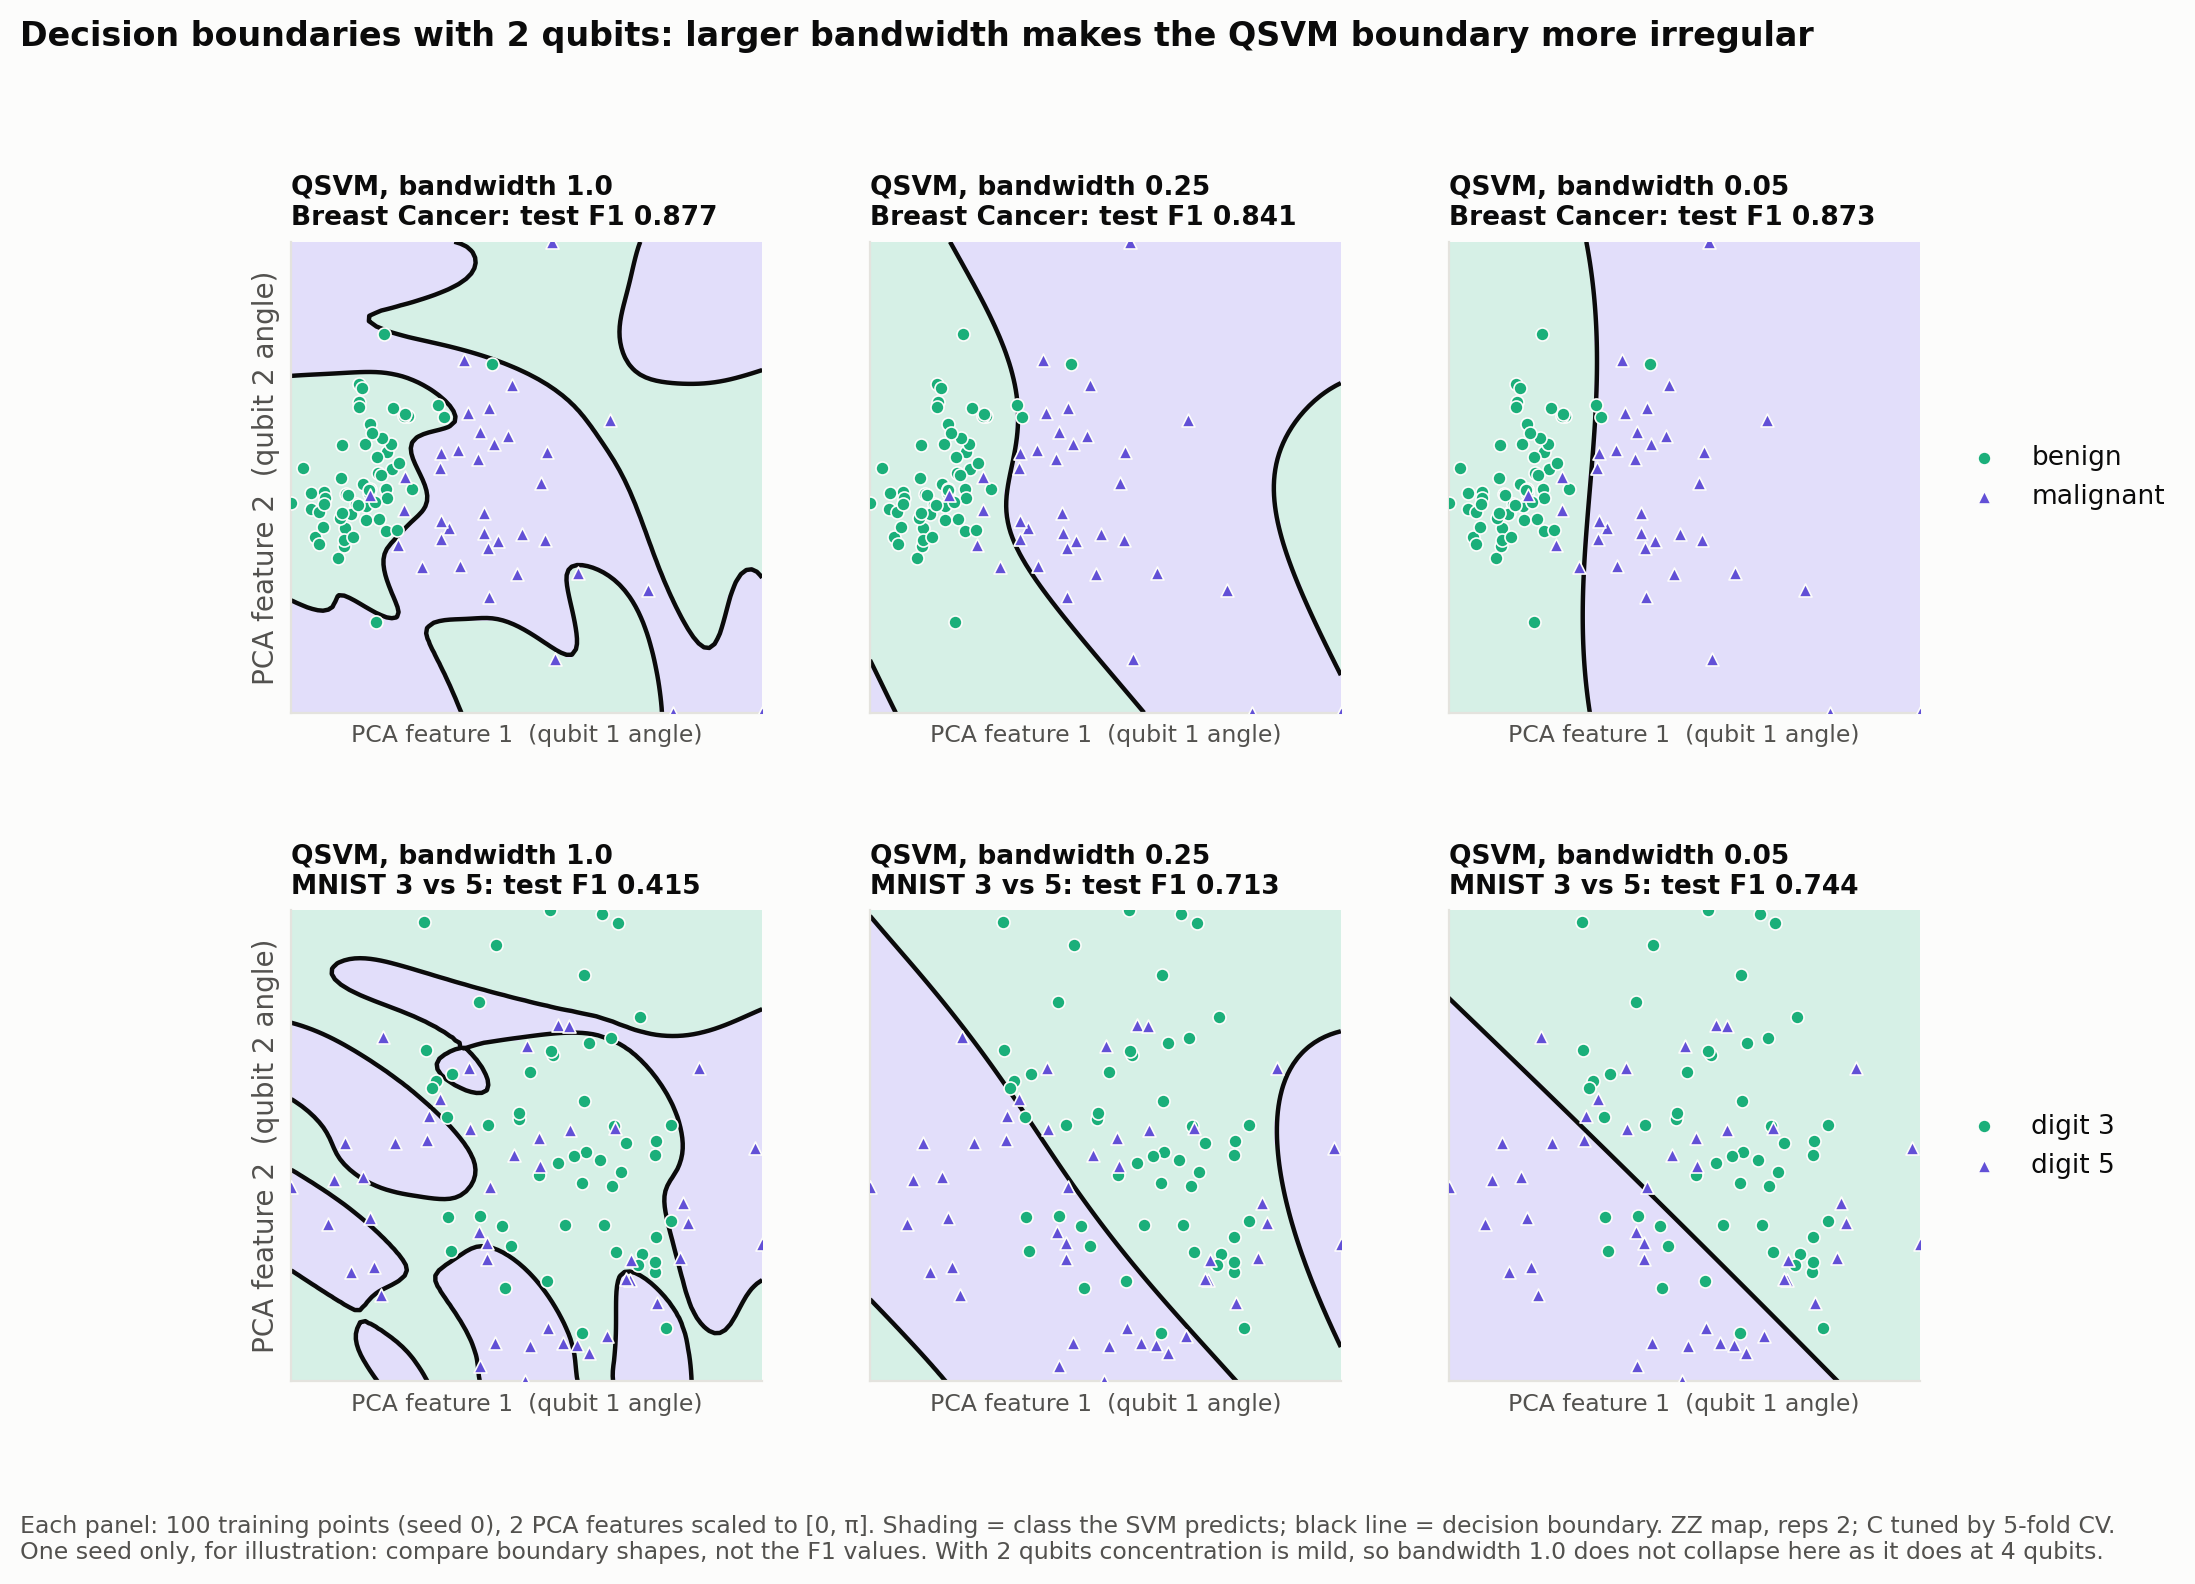 Decision boundaries with 2 qubits: larger bandwidth makes the QSVM boundary more irregular
QSVM, bandwidth 1.0
Breast Cancer: test F1 0.877
QSVM, bandwidth 0.25
Breast Cancer: test F1 0.841
QSVM, bandwidth 0.05
Breast Cancer: test F1 0.873
PCA feature 2  (qubit 2 angle)
PCA feature 1  (qubit 1 angle)
PCA feature 1  (qubit 1 angle)
PCA feature 1  (qubit 1 angle)
benign
malignant
QSVM, bandwidth 1.0
MNIST 3 vs 5: test F1 0.415
QSVM, bandwidth 0.25
MNIST 3 vs 5: test F1 0.713
QSVM, bandwidth 0.05
MNIST 3 vs 5: test F1 0.744
PCA feature 2  (qubit 2 angle)
PCA feature 1  (qubit 1 angle)
PCA feature 1  (qubit 1 angle)
PCA feature 1  (qubit 1 angle)
digit 3
digit 5
Each panel: 100 training points (seed 0), 2 PCA features scaled to [0, π]. Shading = class the SVM predicts; black line = decision boundary. ZZ map, reps 2; C tuned by 5-fold CV.
One seed only, for illustration: compare boundary shapes, not the F1 values. With 2 qubits concentration is mild, so bandwidth 1.0 does not collapse here as it does at 4 qubits.